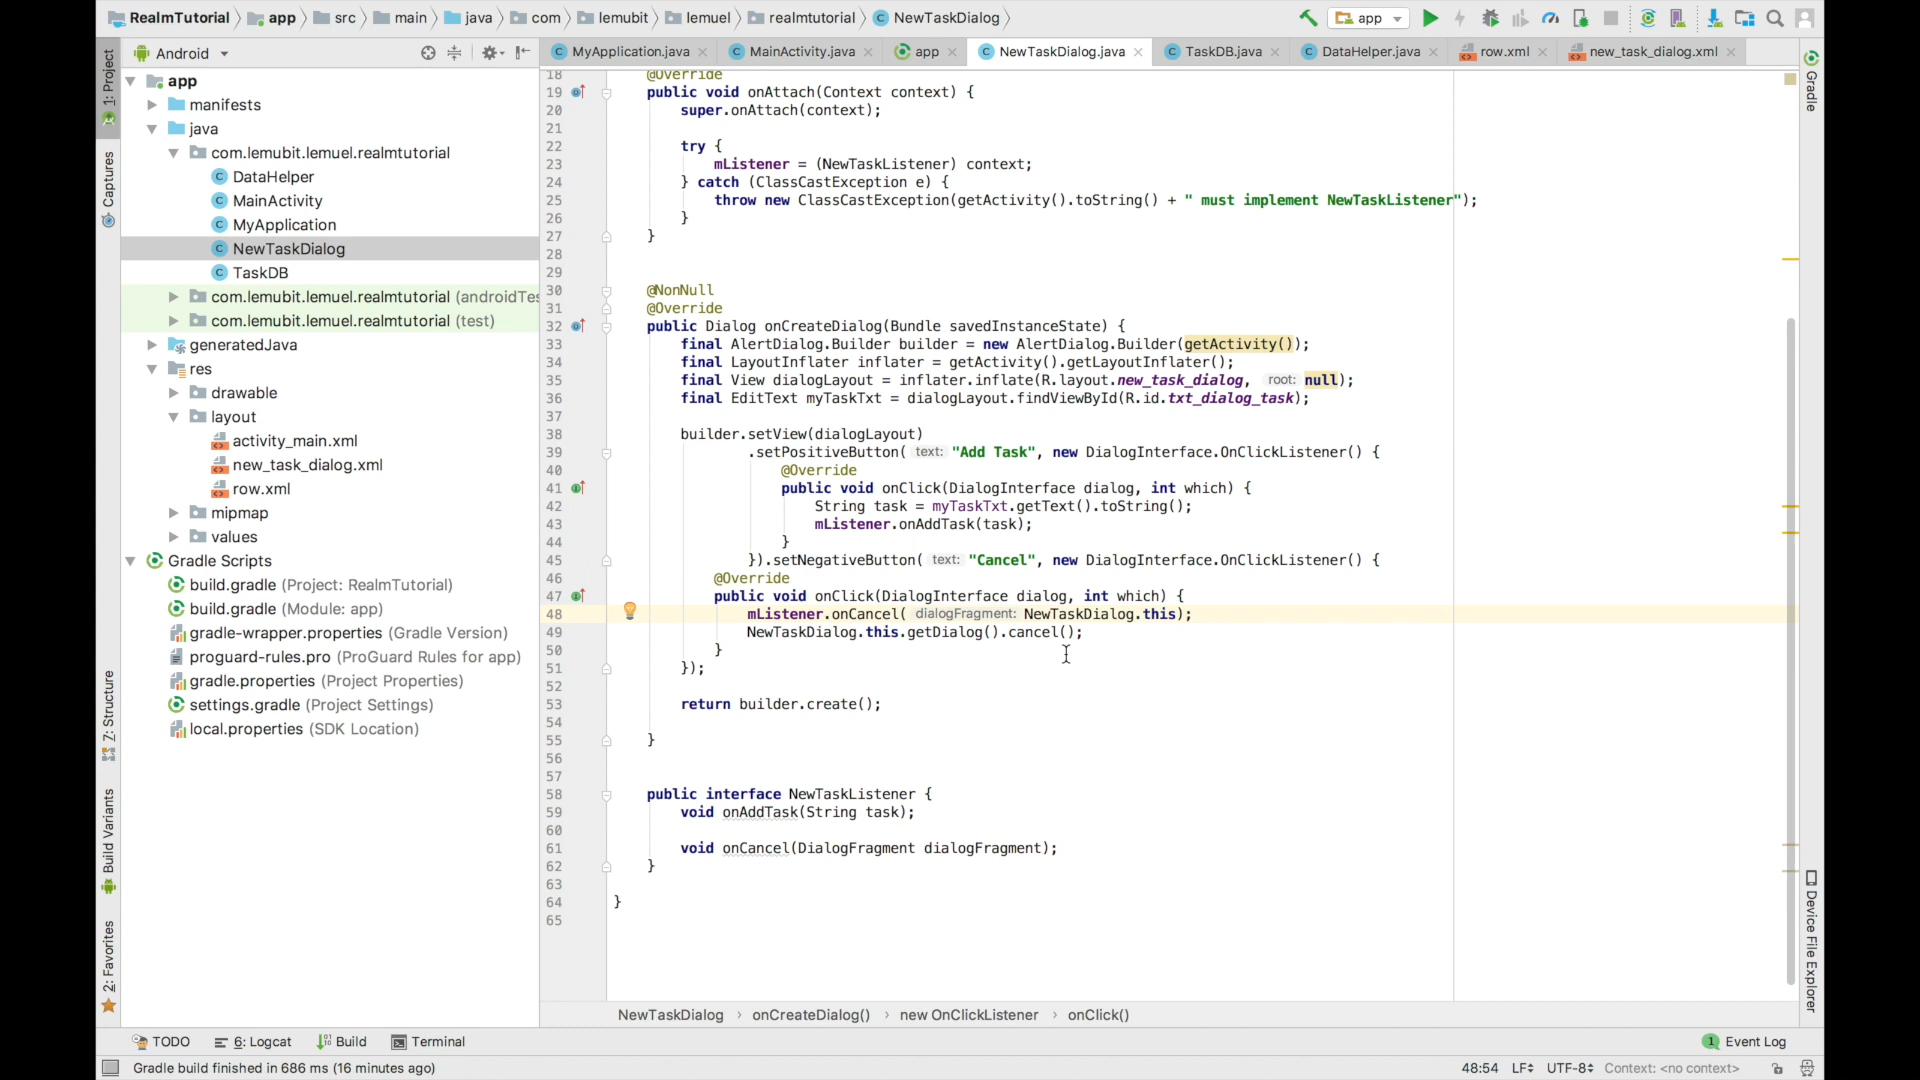 RealmTutorial app src main java com lemubit lemuel realmtutorial NewTaskDialog app
1: Project
Captures
Z: Structure
Build Variants
2: Favorites
Android
app
manifests
java
com.lemubit.lemuel.realmtutorial
DataHelper
MainActivity
MyApplication
NewTaskDialog
TaskDB
com.lemubit.lemuel.realmtutorial (androidTes
com.lemubit.lemuel.realmtutorial (test)
generatedJava
res
drawable
layout
activity_main.xml
new_task_dialog.xml
row.xml
mipmap
values
Gradle Scripts
build.gradle (Project: RealmTutorial)
build.gradle (Module: app)
gradle-wrapper.properties (Gradle Version)
proguard-rules.pro (ProGuard Rules for app)
gradle.properties (Project Properties)
settings.gradle (Project Settings)
local.properties (SDK Location)
MyApplication.java MainActivity.java app NewTaskDialog.java TaskDB.java DataHelper.java row.xml new_task_dialog.xml
18 @Override
19 public void onAttach(Context context) {
20 super.onAttach(context);
21
22 try {
23 mListener = (NewTaskListener) context;
24 } catch (ClassCastException e) {
25 throw new ClassCastException(getActivity().toString() + " must implement NewTaskListener");
26 }
27 }
28
29
30 @NonNull
31 @Override
32 public Dialog onCreateDialog(Bundle savedInstanceState) {
33 final AlertDialog.Builder builder = new AlertDialog.Builder(getActivity());
34 final LayoutInflater inflater = getActivity().getLayoutInflater();
35 final View dialogLayout = inflater.inflate(R.layout.new_task_dialog, root: null);
36 final EditText myTaskTxt = dialogLayout.findViewById(R.id.txt_dialog_task);
37
38 builder.setView(dialogLayout)
39 .setPositiveButton( text: "Add Task", new DialogInterface.OnClickListener() {
40 @Override
41 public void onClick(DialogInterface dialog, int which) {
42 String task = myTaskTxt.getText().toString();
43 mListener.onAddTask(task);
44 }
45 }).setNegativeButton( text: "Cancel", new DialogInterface.OnClickListener() {
46 @Override
47 public void onClick(DialogInterface dialog, int which) {
48 mListener.onCancel( dialogFragment: NewTaskDialog.this);
49 NewTaskDialog.this.getDialog().cancel();
50 }
51 });
52
53 return builder.create();
54
55 }
56
57
58 public interface NewTaskListener {
59 void onAddTask(String task);
60
61 void onCancel(DialogFragment dialogFragment);
62 }
63
64 }
65
NewTaskDialog › onCreateDialog() › new OnClickListener › onClick()
Gradle
Device File Explorer
TODO 6: Logcat Build Terminal 1 Event Log
Gradle build finished in 686 ms (16 minutes ago) 48:54 LF UTF-8 Context: <no context>